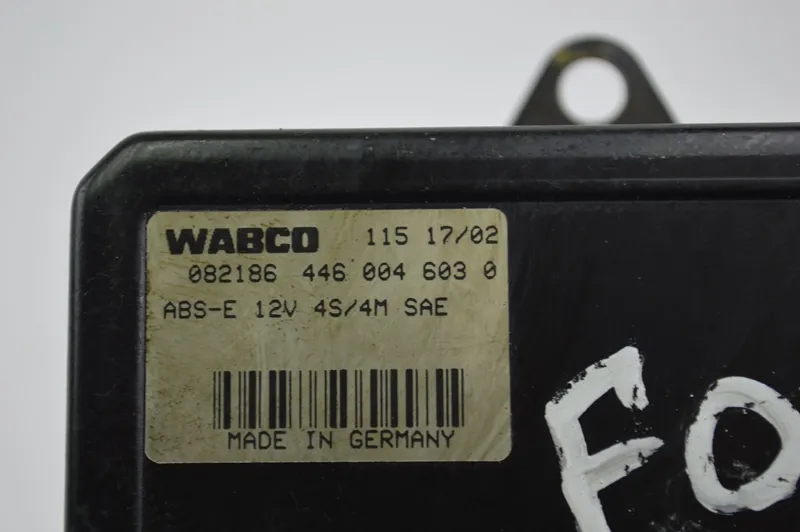 WABCO 115 17/02
082186 446 004 603 0
ABS-E 12V 4S/4M SAE
MADE IN GERMANY
FO